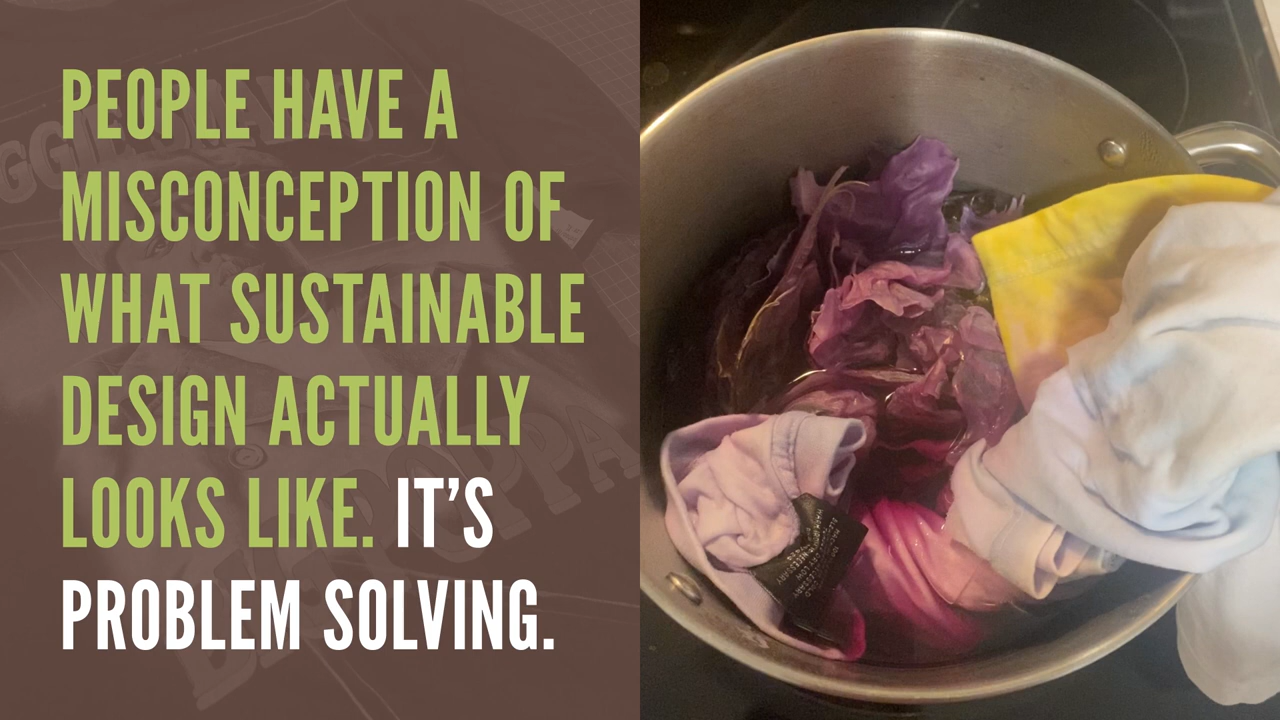 PEOPLE HAVE A
MISCONCEPTION OF
WHAT SUSTAINABLE
DESIGN ACTUALLY
LOOKS LIKE. IT’S
PROBLEM SOLVING.